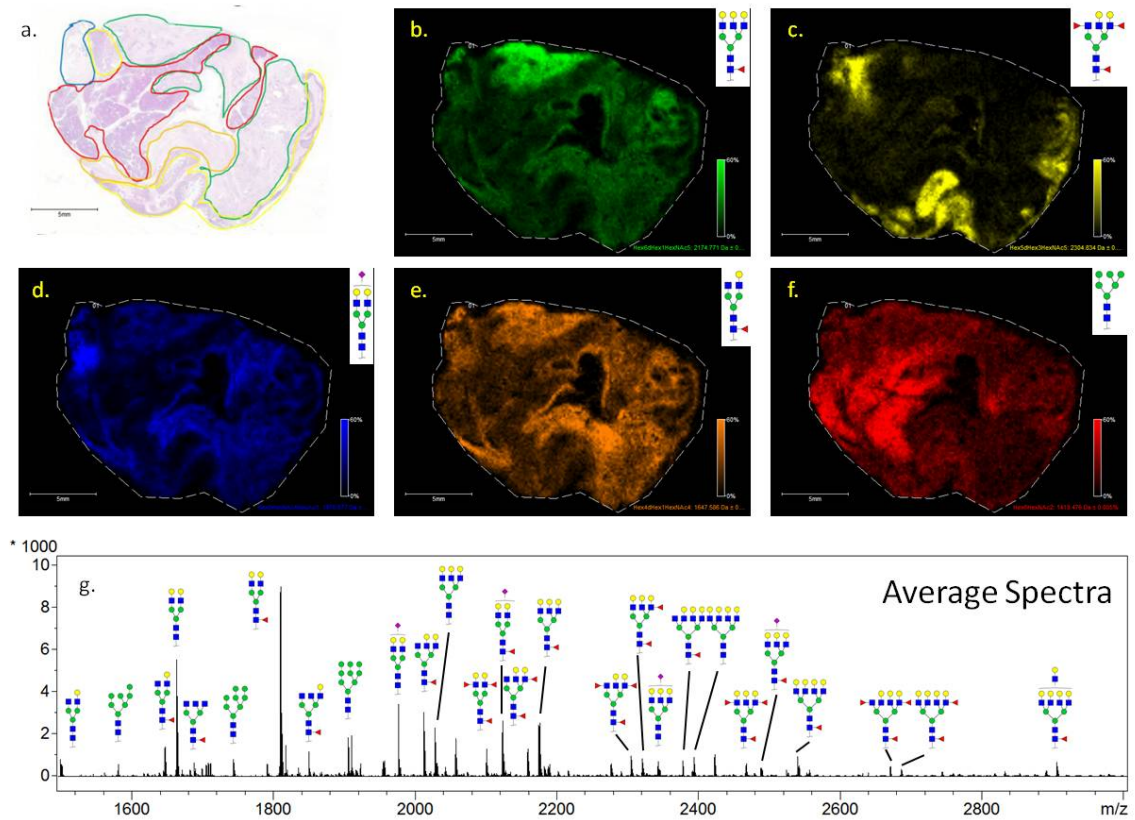 a.
5mm
b.
01
60%
0%
5mm
Hex6dHex1HexNAc5: 2174.771 Da ± 0...
c.
01
60%
0%
5mm
Hex5dHex3HexNAc5: 2304.834 Da ± 0...
d.
01
60%
0%
5mm
e.
01
60%
0%
5mm
Hex4dHex1HexNAc4: 1647.586 Da ± 0...
f.
01
60%
0%
5mm
* 1000
g.
Average Spectra
10
8
6
4
2
0
1600
1800
2000
2200
2400
2600
2800
m/z